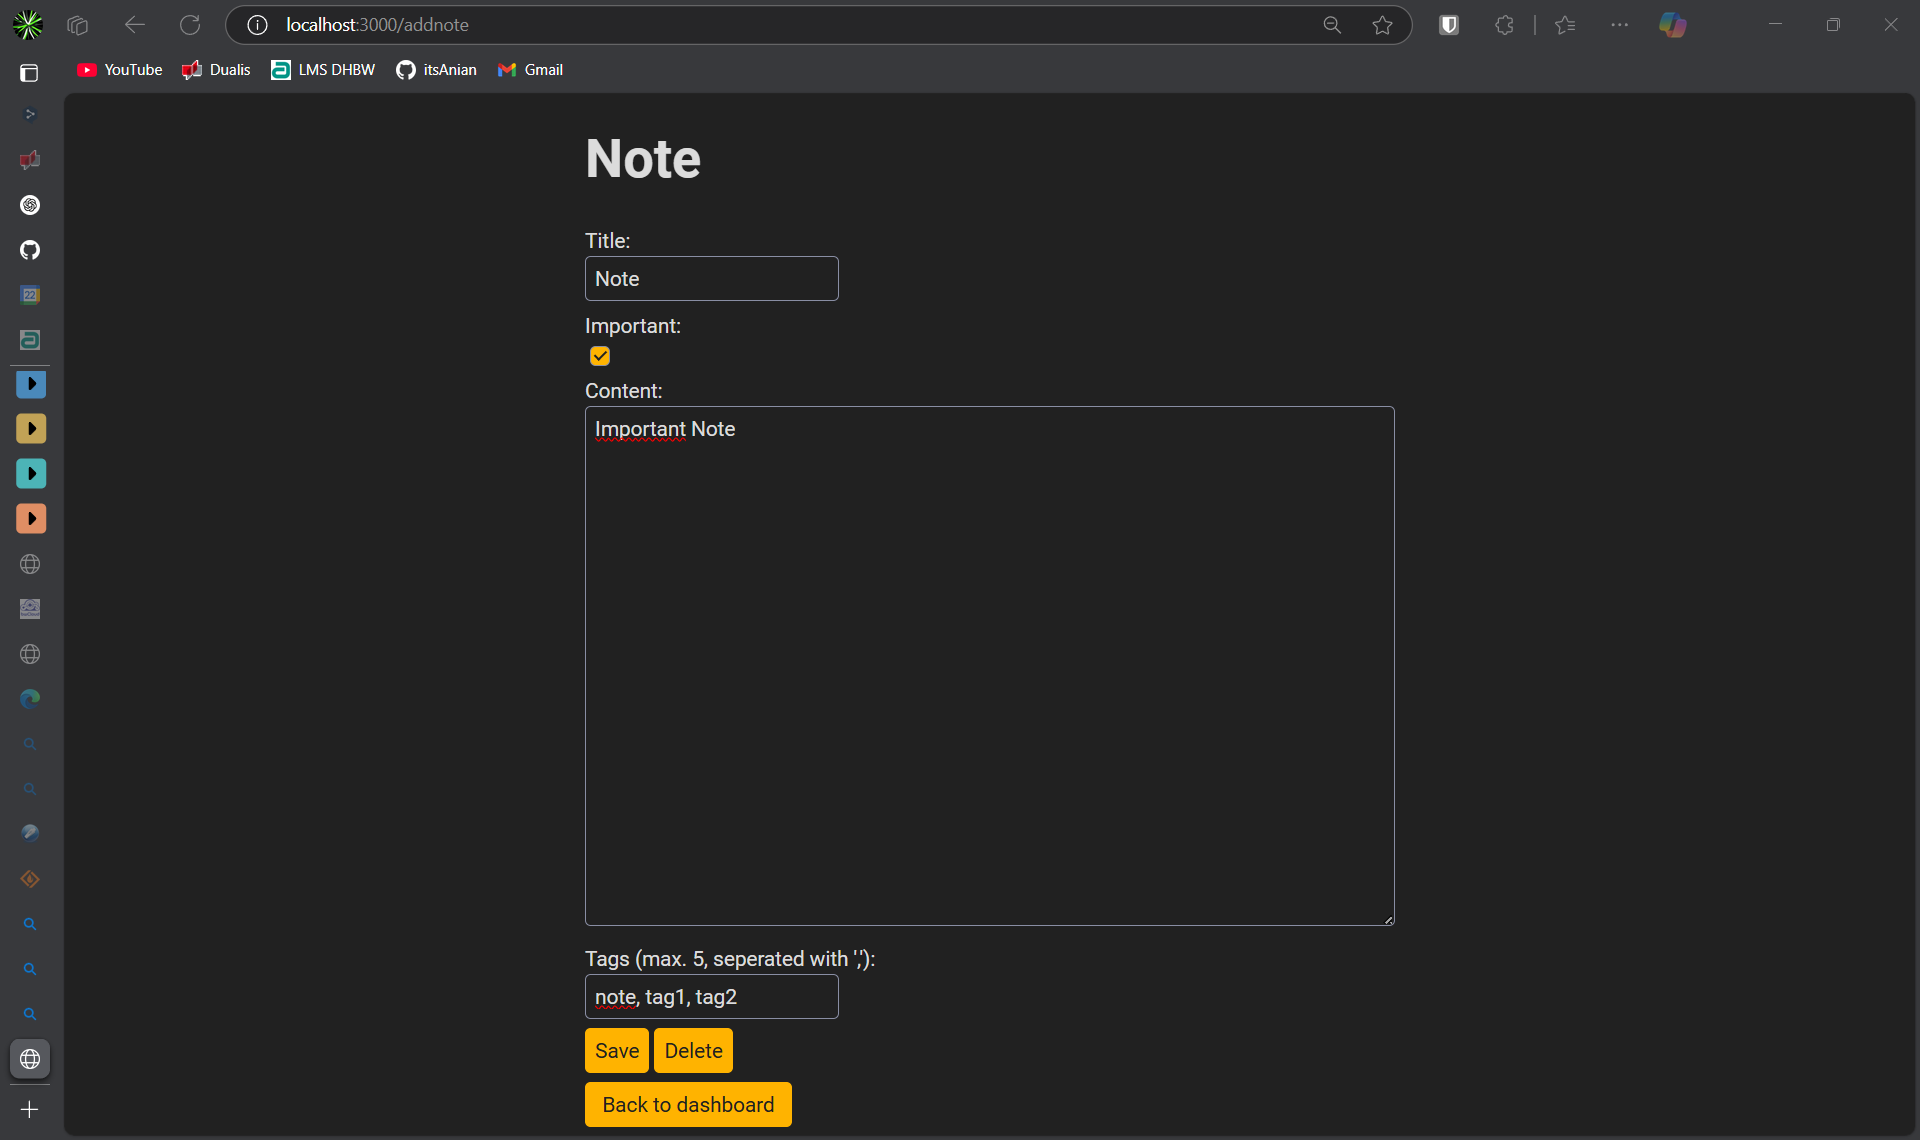 localhost:3000/addnote
YouTube Dualis LMS DHBW itsAnian Gmail
Note
Title:
Note
Important:
Content:
Important Note
Tags (max. 5, seperated with ','):
note, tag1, tag2
Save Delete
Back to dashboard
22